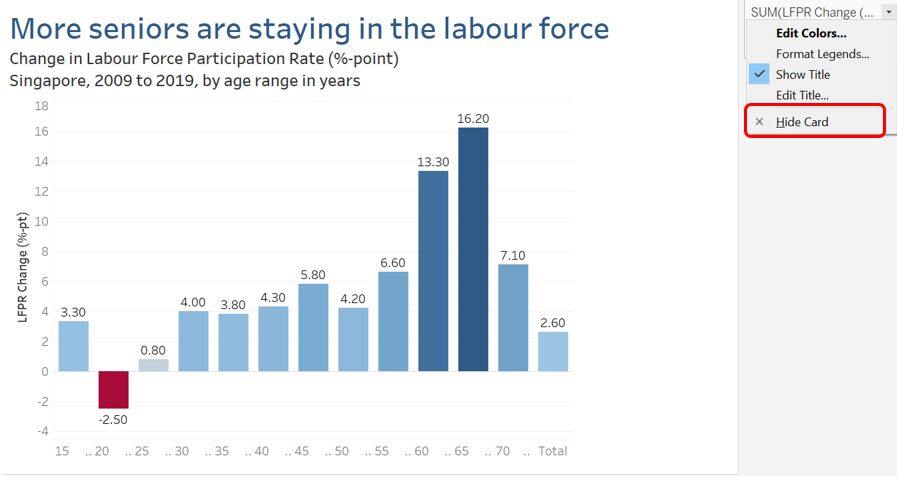 More seniors are staying in the labour force
Change in Labour Force Participation Rate (%-point)
Singapore, 2009 to 2019, by age range in years
SUM(LFPR Change (...
Edit Colors...
Format Legends...
Show Title
Edit Title...
Hide Card
LFPR Change (%-pt)
18
16
14
12
10
8
6
4
2
0
-2
-4
3.30
-2.50
0.80
4.00
3.80
4.30
5.80
4.20
6.60
13.30
16.20
7.10
2.60
15 .. 20 .. 25 .. 30 .. 35 .. 40 .. 45 .. 50 .. 55 .. 60 .. 65 .. 70 .. Total